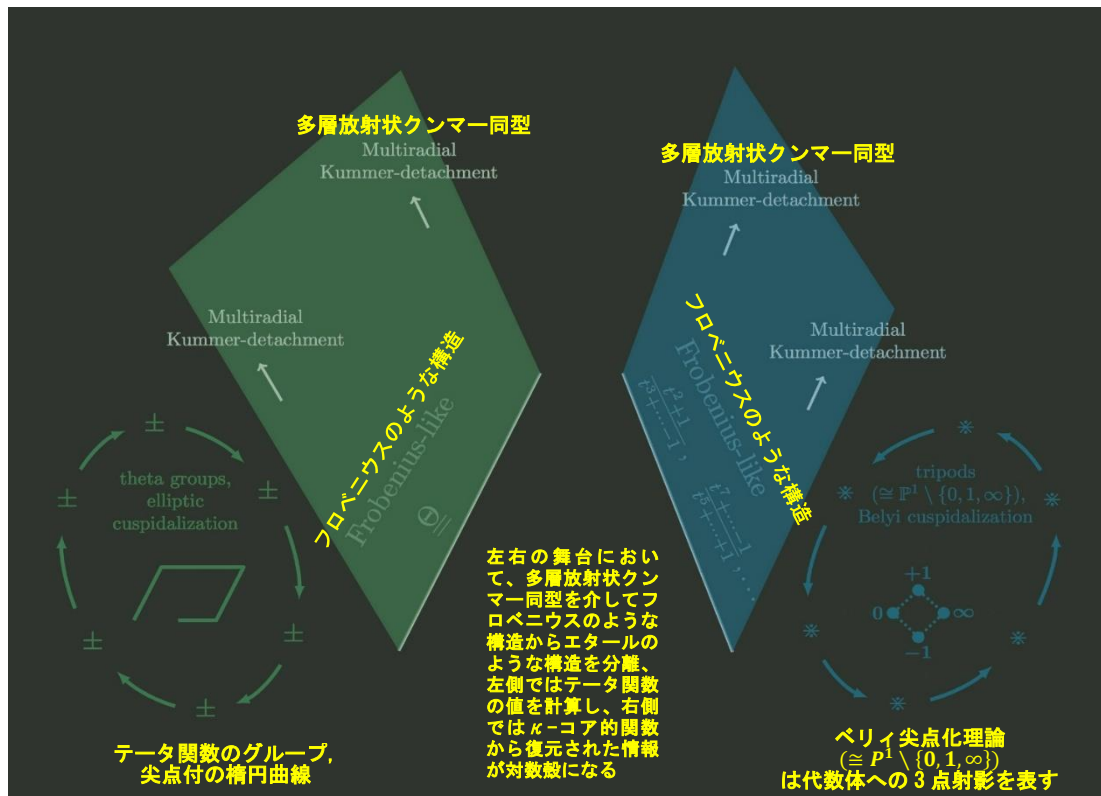 多層放射状クンマー同型
Multiradial
Kummer-detachment
多層放射状クンマー同型
Multiradial
Kummer-detachment
Multiradial
Kummer-detachment
Multiradial
Kummer-detachment
フロベニウスのような構造
Frobenius-like
Θ
フロベニウスのような構造
Frobenius-like
± ± ± ± ± ±
theta groups,
elliptic
cuspidalization
tripods
(≅ ℙ¹ \ {0, 1, ∞}),
Belyi cuspidalization
+1
0 ∞
−1
左右の舞台におい
て、多層放射状クン
マー同型を介してフ
ロベニウスのような
構造からエタールの
ような構造を分離、
左側ではテータ関数
の値を計算し、右側
ではκ-コア的関数
から復元された情報
が対数殻になる
テータ関数のグループ,
尖点付の楕円曲線
ベリィ尖点化理論
(≅ P¹ \ {0, 1, ∞})
は代数体への3点射影を表す